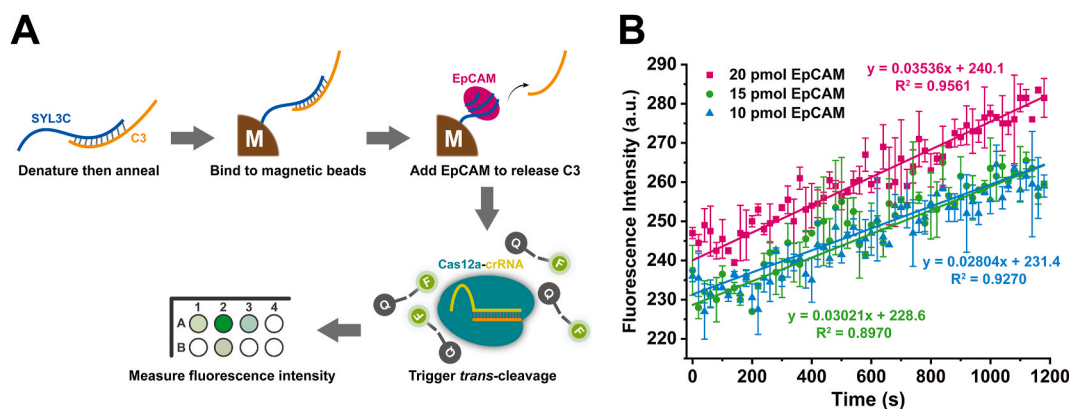 A
SYL3C
C3
Denature then anneal
M
Bind to magnetic beads
EpCAM
M
Add EpCAM to release C3
Q
F
Cas12a-crRNA
Q
F
F
Q
Q
F
Trigger trans-cleavage
1 2 3 4
A
B
Measure fluorescence intensity
B
Fluorescence Intensity (a.u.)
290
280
270
260
250
240
230
220
20 pmol EpCAM
15 pmol EpCAM
10 pmol EpCAM
y = 0.03536x + 240.1
R² = 0.9561
y = 0.02804x + 231.4
R² = 0.9270
y = 0.03021x + 228.6
R² = 0.8970
0 200 400 600 800 1000 1200
Time (s)